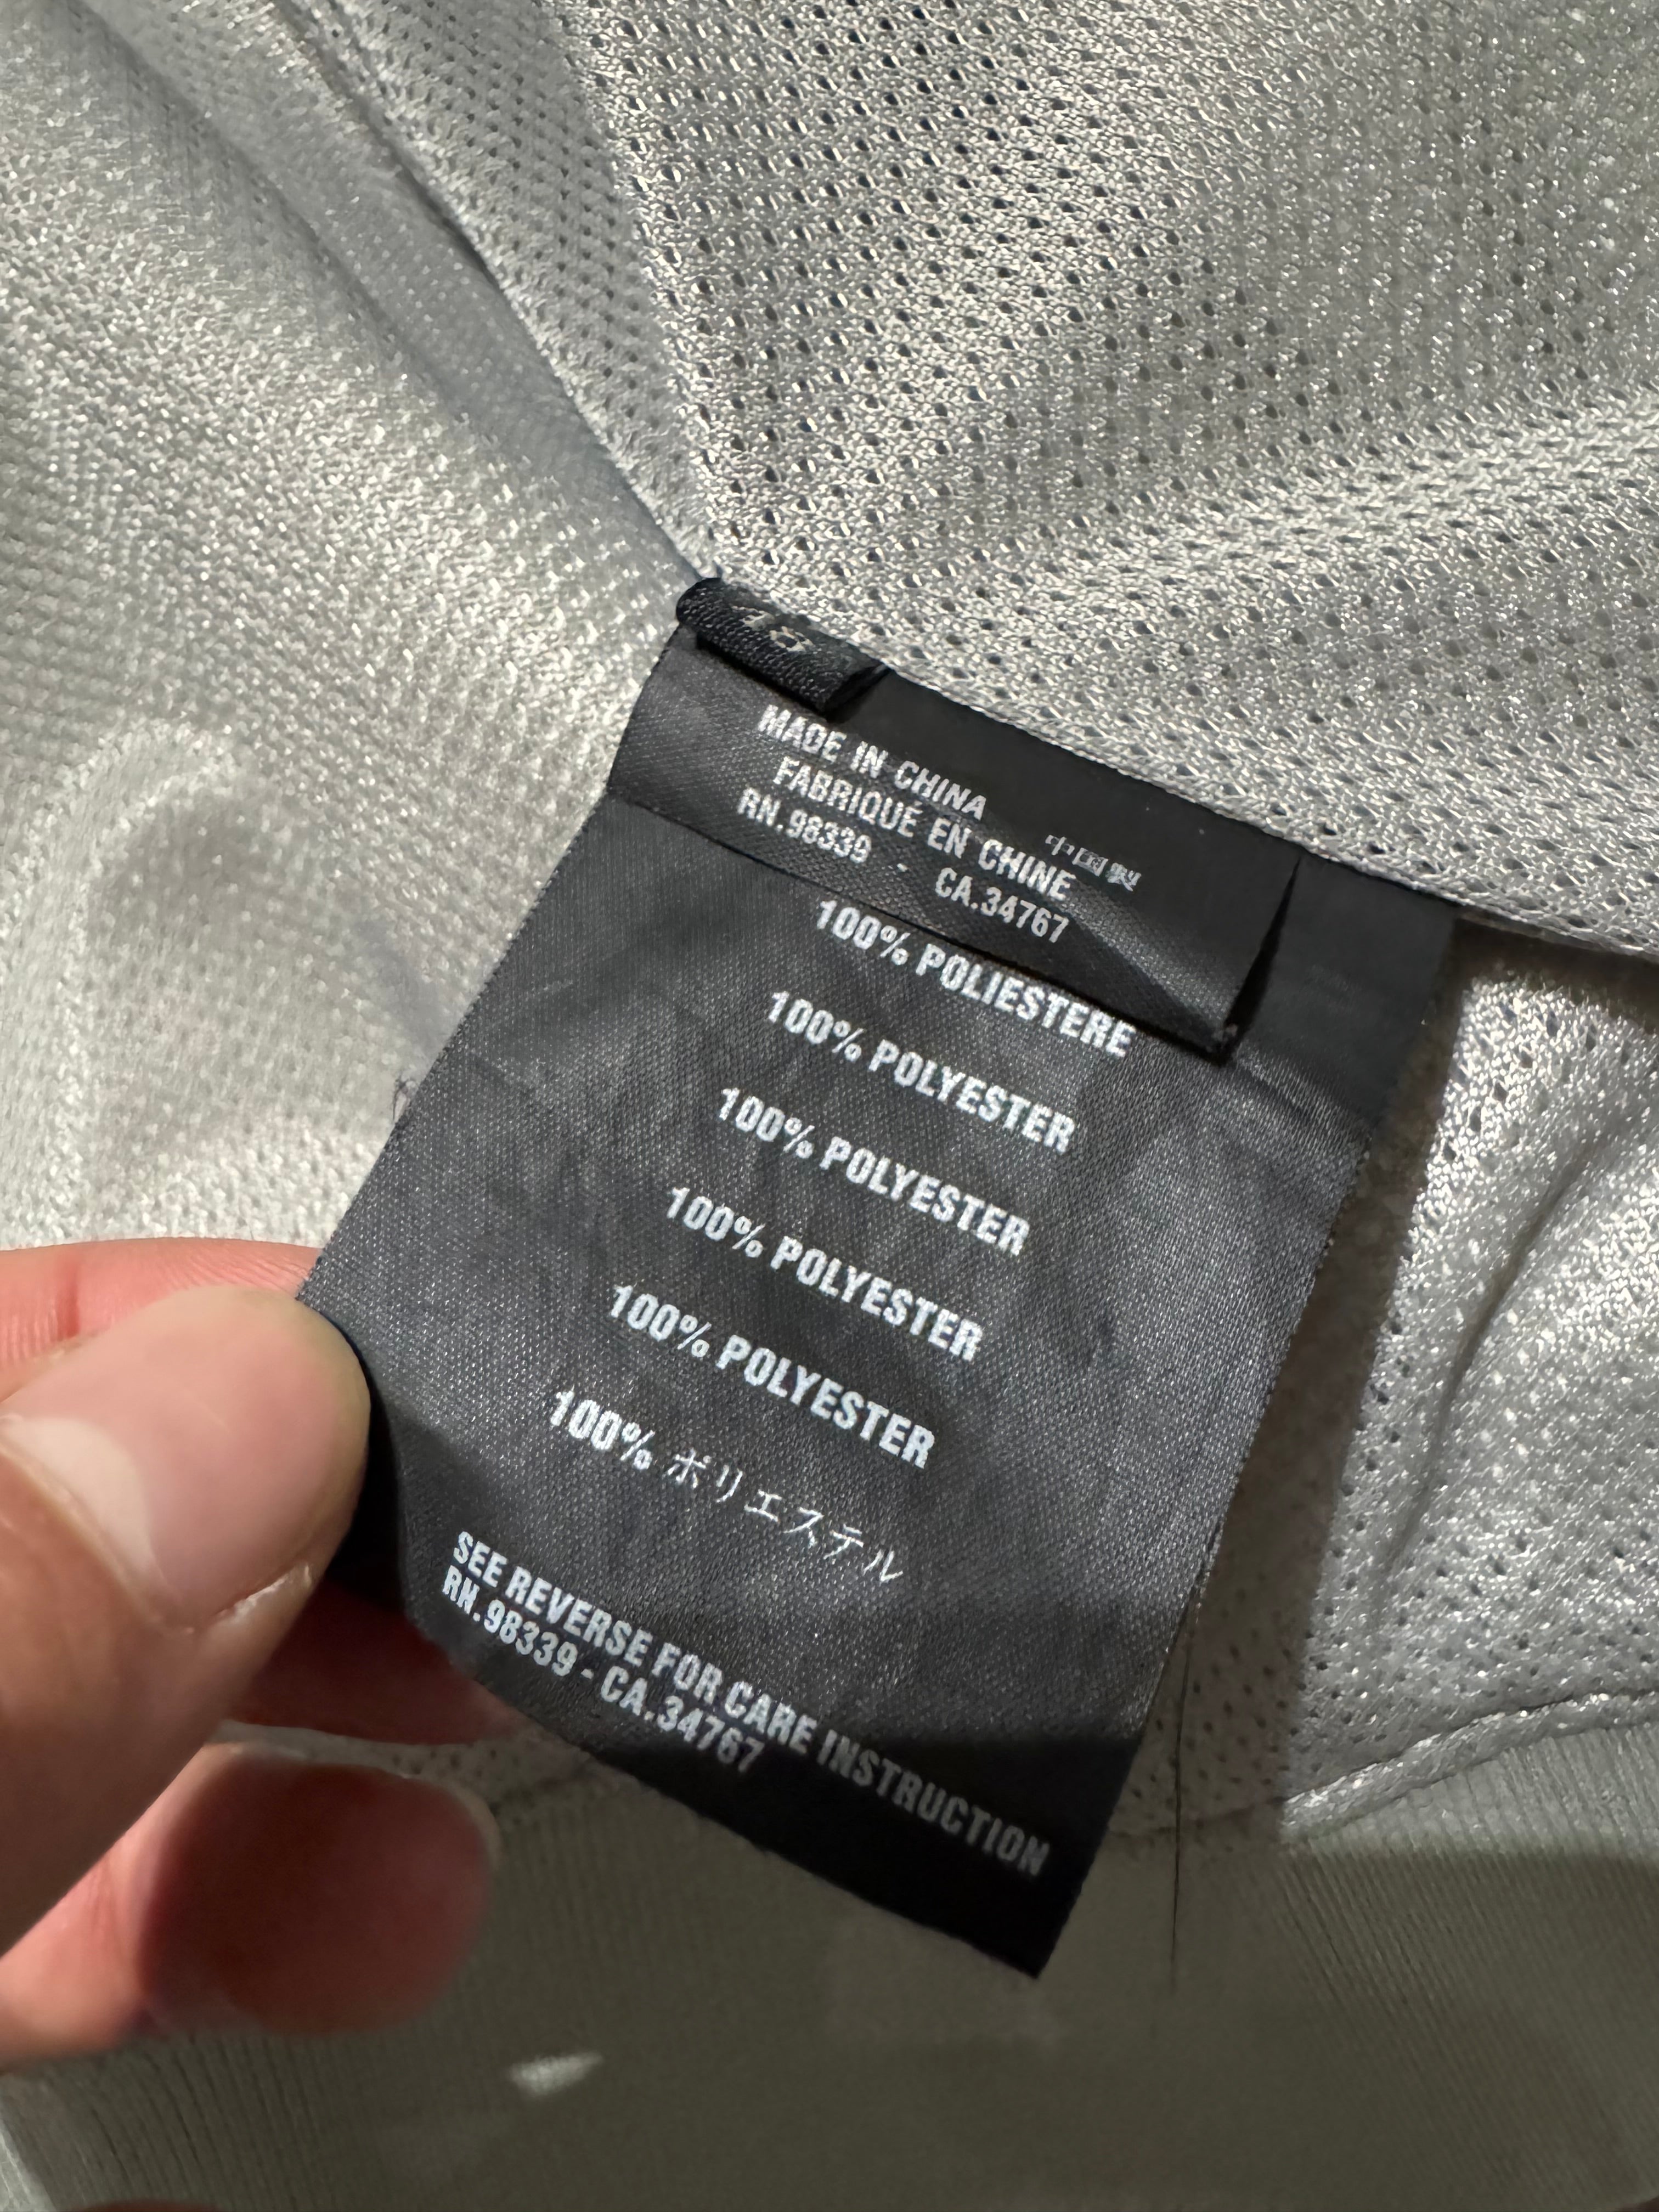 48
MADE IN CHINA
FABRIQUÉ EN CHINE
中国製
RN.98339 - CA.34767
100% POLIESTERE
100% POLYESTER
100% POLYESTER
100% POLYESTER
100% POLYESTER
100% ポリエステル
SEE REVERSE FOR CARE INSTRUCTION
RN.98339 - CA.34767